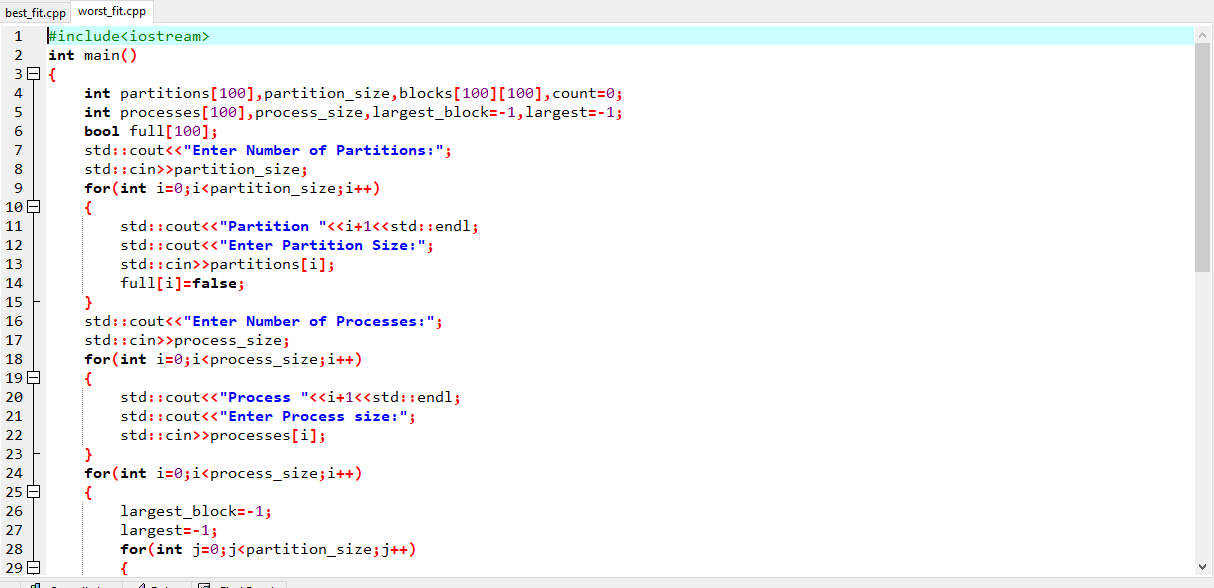 best_fit.cpp worst_fit.cpp
1 #include<iostream>
2 int main()
3 {
4 int partitions[100],partition_size,blocks[100][100],count=0;
5 int processes[100],process_size,largest_block=-1,largest=-1;
6 bool full[100];
7 std::cout<<"Enter Number of Partitions:";
8 std::cin>>partition_size;
9 for(int i=0;i<partition_size;i++)
10 {
11 std::cout<<"Partition "<<i+1<<std::endl;
12 std::cout<<"Enter Partition Size:";
13 std::cin>>partitions[i];
14 full[i]=false;
15 }
16 std::cout<<"Enter Number of Processes:";
17 std::cin>>process_size;
18 for(int i=0;i<process_size;i++)
19 {
20 std::cout<<"Process "<<i+1<<std::endl;
21 std::cout<<"Enter Process size:";
22 std::cin>>processes[i];
23 }
24 for(int i=0;i<process_size;i++)
25 {
26 largest_block=-1;
27 largest=-1;
28 for(int j=0;j<partition_size;j++)
29 {